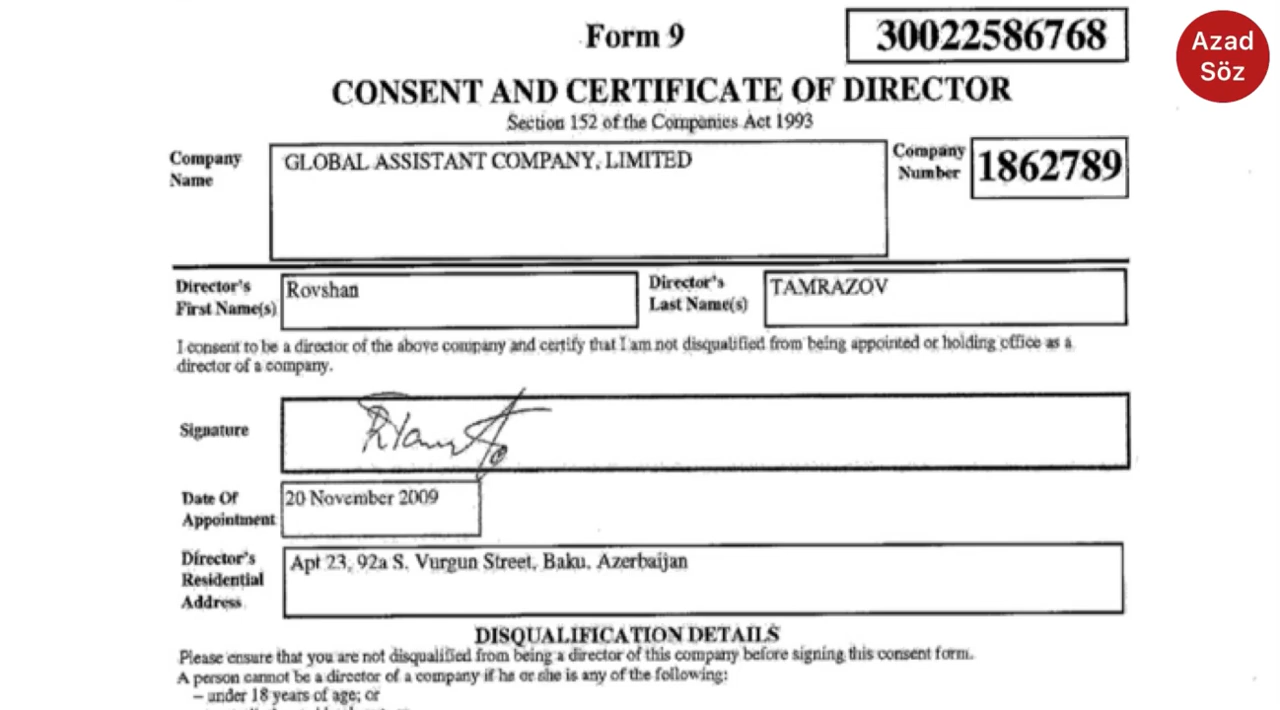 Form 9
30022586768
Azad
Söz
CONSENT AND CERTIFICATE OF DIRECTOR
Section 152 of the Companies Act 1993
Company
Name
GLOBAL ASSISTANT COMPANY, LIMITED
Company
Number
1862789
Director's
First Name(s)
Rovshan
Director's
Last Name(s)
TAMRAZOV
I consent to be a director of the above company and certify that I am not disqualified from being appointed or holding office as a
director of a company.
Signature
Date Of
Appointment
20 November 2009
Director's
Residential
Address
Apt 23, 92a S. Vurgun Street, Baku, Azerbaijan
DISQUALIFICATION DETAILS
Please ensure that you are not disqualified from being a director of this company before signing this consent form.
A person cannot be a director of a company if he or she is any of the following:
– under 18 years of age; or